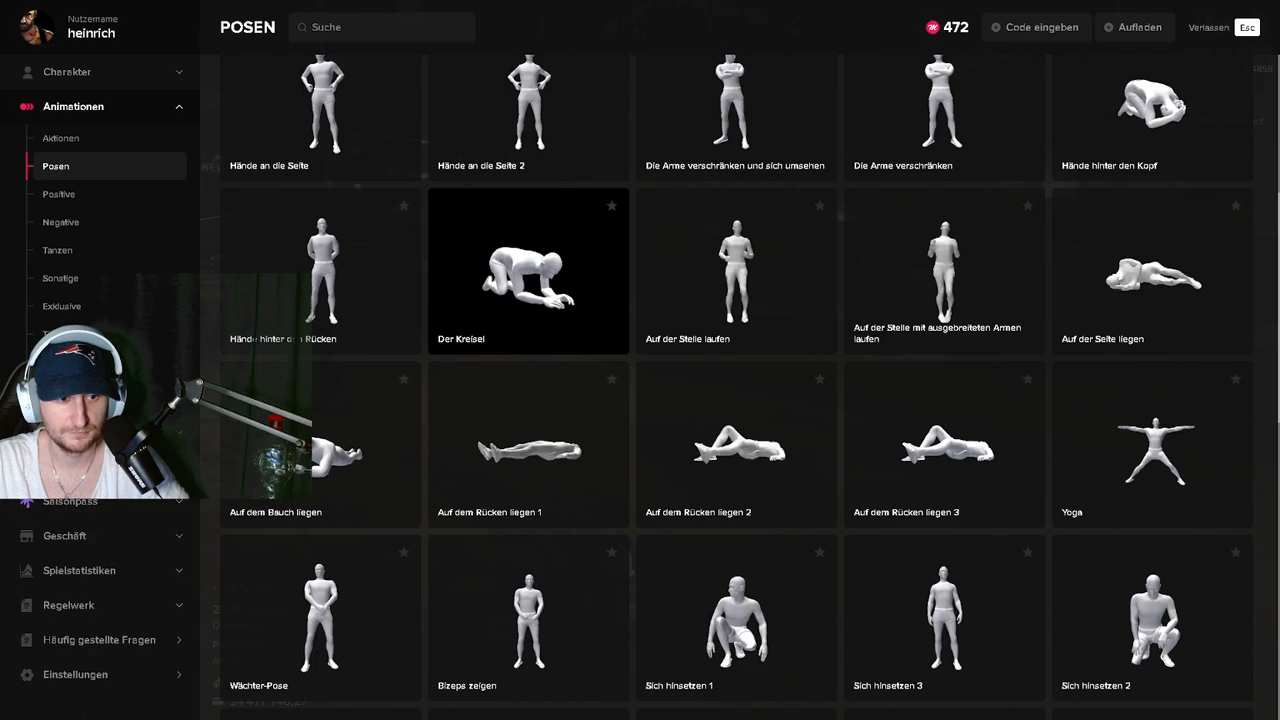 Nutzername
heinrich
POSEN
Suche
472
Code eingeben
Aufladen
Verlassen
Esc
Charakter
Animationen
Aktionen
Posen
Positive
Negative
Tanzen
Sonstige
Exklusive
Saisonpass
Geschäft
Spielstatistiken
Regelwerk
Häufig gestellte Fragen
Einstellungen
Hände an die Seite
Hände an die Seite 2
Die Arme verschränken und sich umsehen
Die Arme verschränken
Hände hinter den Kopf
Hände hinter den Rücken
Der Kreisel
Auf der Stelle laufen
Auf der Stelle mit ausgebreiteten Armen
laufen
Auf der Seite liegen
Auf dem Bauch liegen
Auf dem Rücken liegen 1
Auf dem Rücken liegen 2
Auf dem Rücken liegen 3
Yoga
Wächter-Pose
Bizeps zeigen
Sich hinsetzen 1
Sich hinsetzen 3
Sich hinsetzen 2